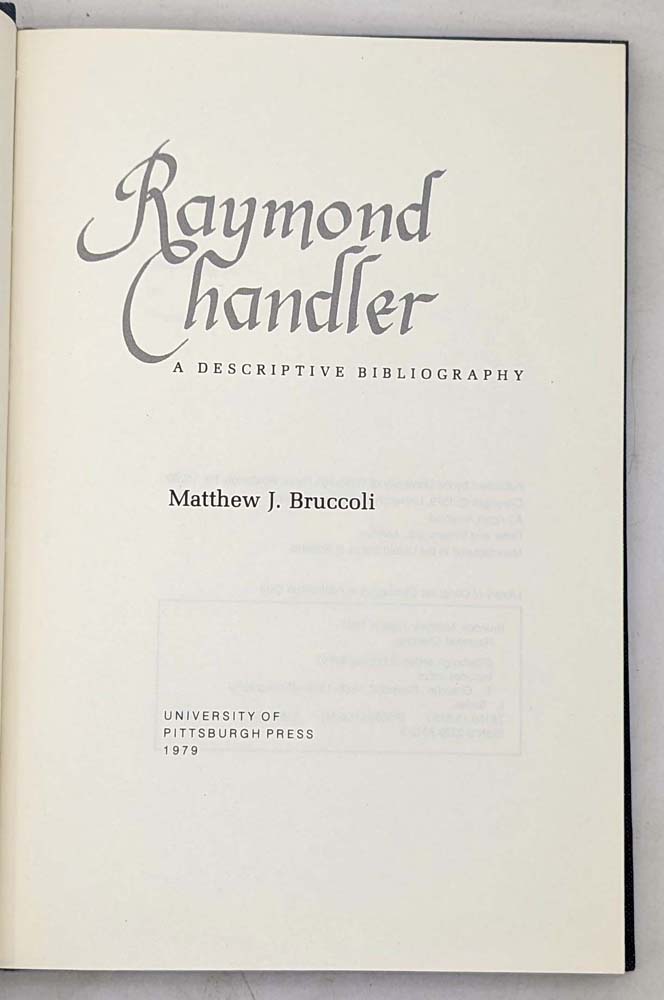 Raymond
Chandler
A DESCRIPTIVE BIBLIOGRAPHY
Matthew J. Bruccoli
UNIVERSITY OF
PITTSBURGH PRESS
1979